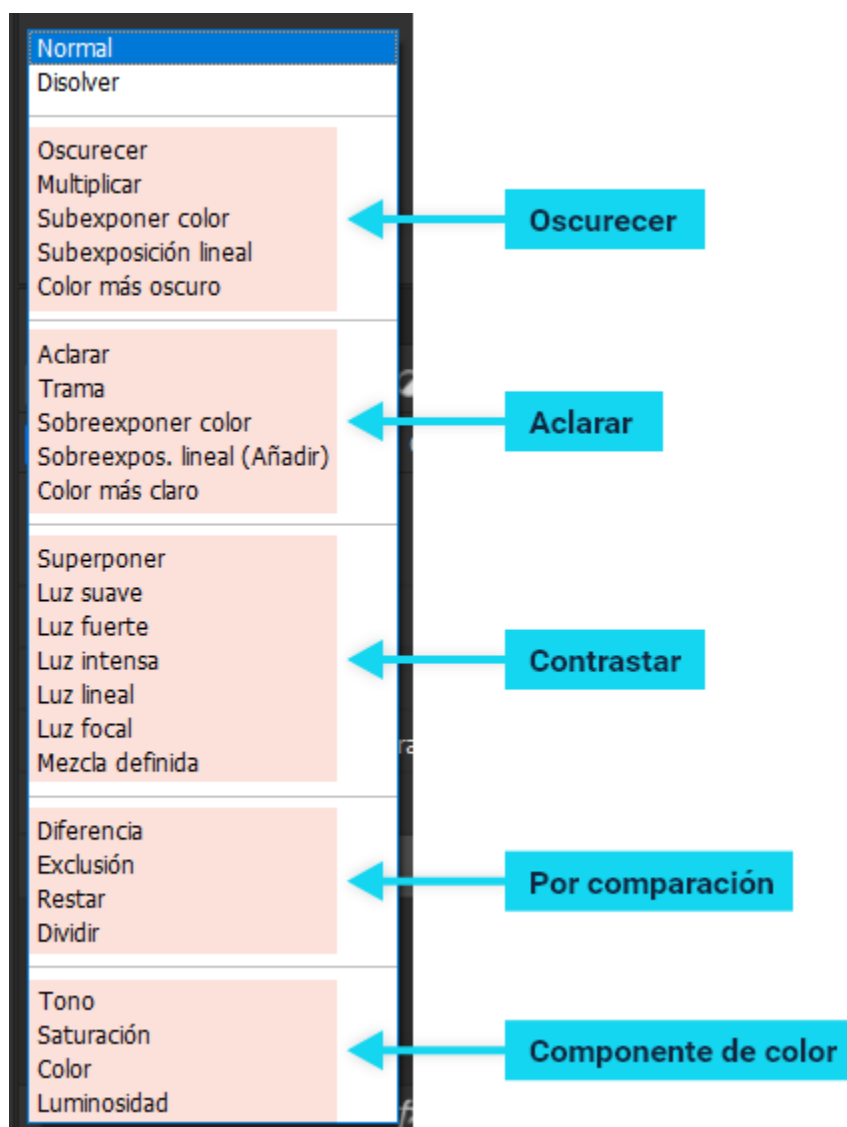 Normal
Disolver
Oscurecer
Multiplicar
Subexponer color
Subexposición lineal
Color más oscuro
Oscurecer
Aclarar
Trama
Sobreexponer color
Sobreexpos. lineal (Añadir)
Color más claro
Aclarar
Superponer
Luz suave
Luz fuerte
Luz intensa
Luz lineal
Luz focal
Mezcla definida
Contrastar
Diferencia
Exclusión
Restar
Dividir
Por comparación
Tono
Saturación
Color
Luminosidad
Componente de color